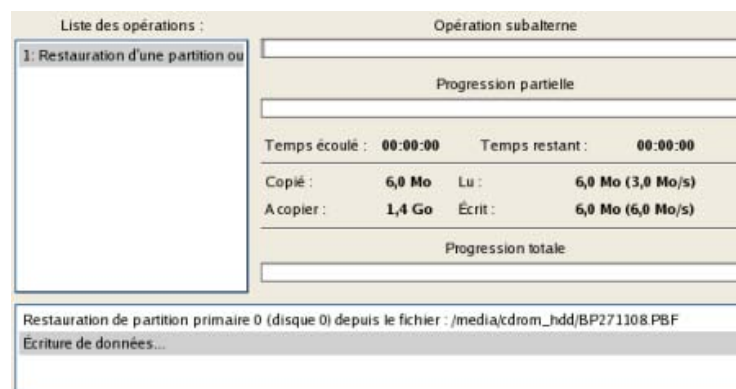 Liste des opérations :
Opération subalterne
1: Restauration d'une partition ou
Progression partielle
Temps écoulé : 00:00:00 Temps restant : 00:00:00
Copié : 6,0 Mo Lu : 6,0 Mo (3,0 Mo/s)
A copier : 1,4 Go Écrit : 6,0 Mo (6,0 Mo/s)
Progression totale
Restauration de partition primaire 0 (disque 0) depuis le fichier : /media/cdrom_hdd/BP271108.PBF
Écriture de données...